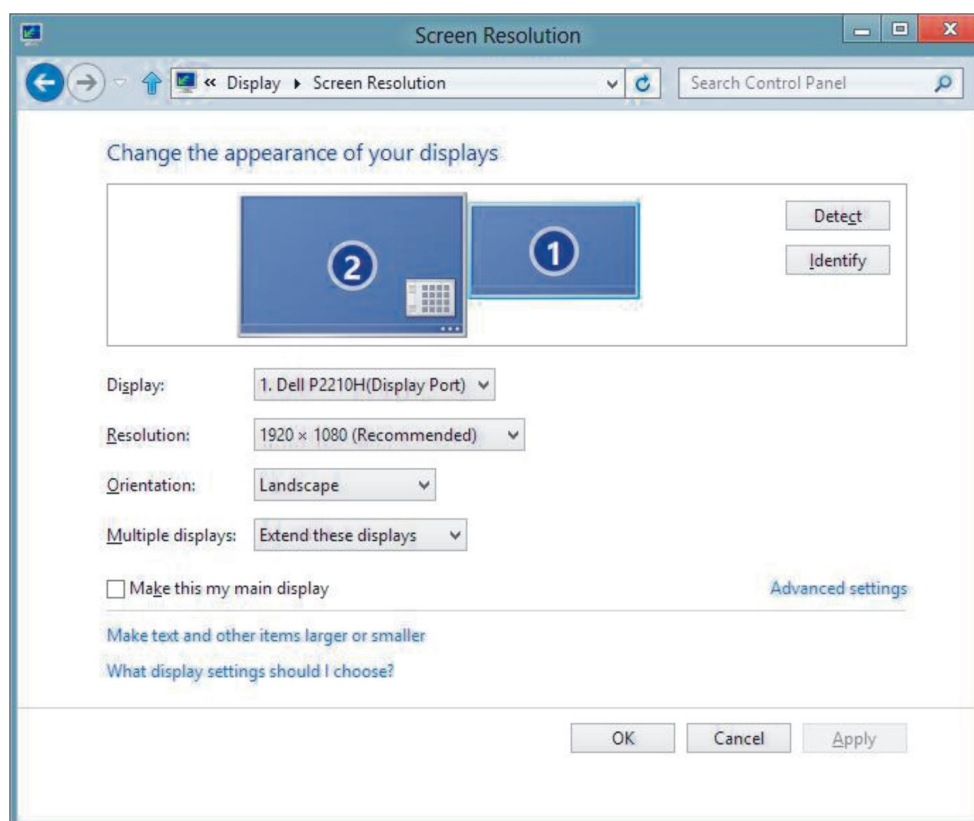 Screen Resolution
« Display Screen Resolution
Search Control Panel
Change the appearance of your displays
2
1
Detect
Identify
Display: 1. Dell P2210H(Display Port)
Resolution: 1920 × 1080 (Recommended)
Orientation: Landscape
Multiple displays: Extend these displays
Make this my main display
Advanced settings
Make text and other items larger or smaller
What display settings should I choose?
OK Cancel Apply